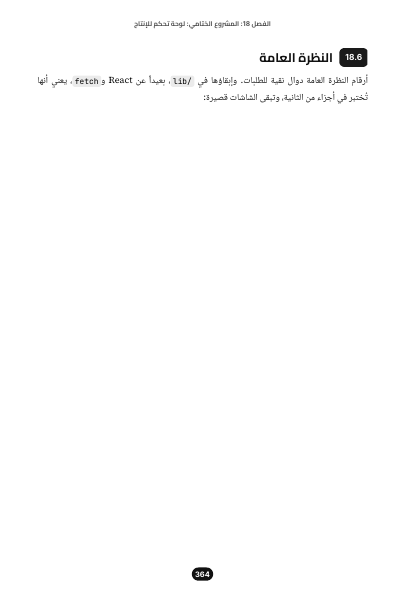 الفصل 18: المشروع الختامي: لوحة تحكم للإنتاج
18.6 النظرة العامة
أرقام النظرة العامة دوال نقية للطلبات. وإبقاؤها في lib/، بعيداً عن React وfetch، يعني أنها
تُختبر في أجزاء من الثانية، وتبقى الشاشات قصيرة:
364